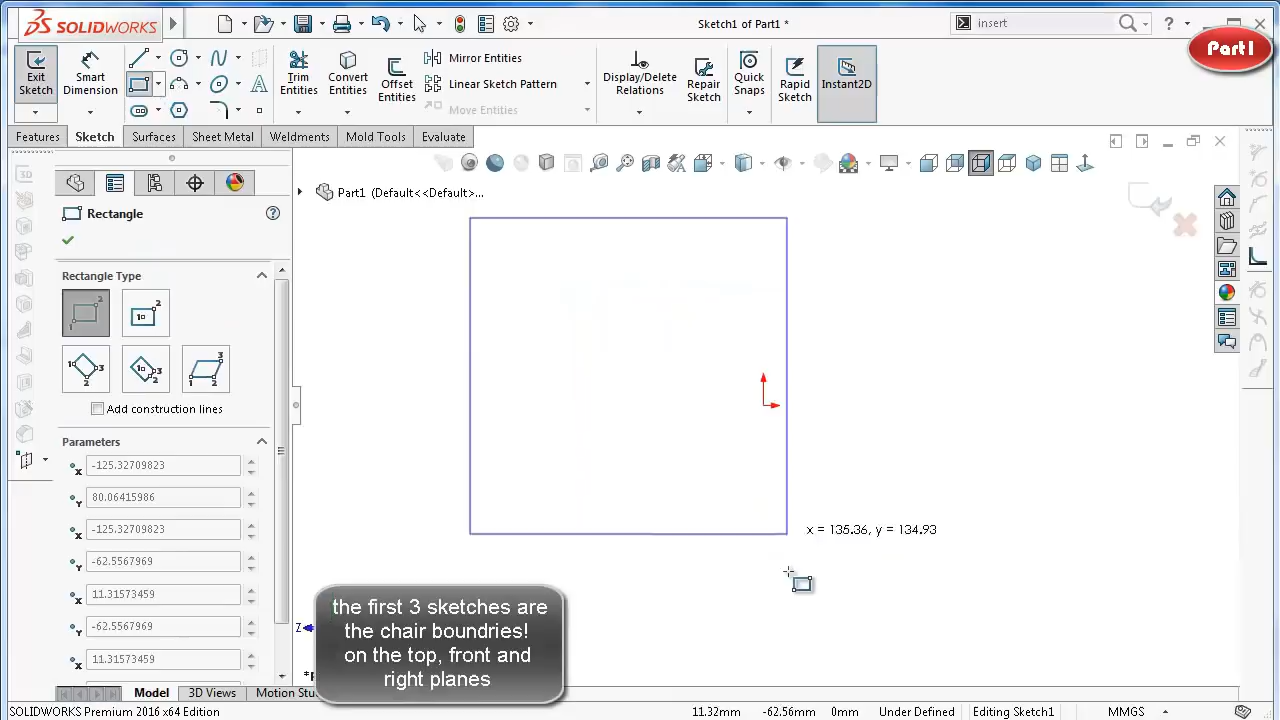 SOLIDWORKS
Sketch1 of Part1 *
insert
Part1
Exit Sketch
Smart Dimension
Trim Entities
Convert Entities
Offset Entities
Mirror Entities
Linear Sketch Pattern
Move Entities
Display/Delete Relations
Repair Sketch
Quick Snaps
Rapid Sketch
Instant2D
Features Sketch Surfaces Sheet Metal Weldments Mold Tools Evaluate
Part1 (Default<<Default>...
Rectangle
Rectangle Type
Add construction lines
Parameters
-125.32709823
80.06415986
-125.32709823
-62.5567969
11.31573459
-62.5567969
11.31573459
x = 135.36, y = 134.93
the first 3 sketches are
the chair boundries!
on the top, front and
right planes
Z
Model 3D Views Motion Stu
SOLIDWORKS Premium 2016 x64 Edition
11.32mm -62.56mm 0mm Under Defined Editing Sketch1 MMGS